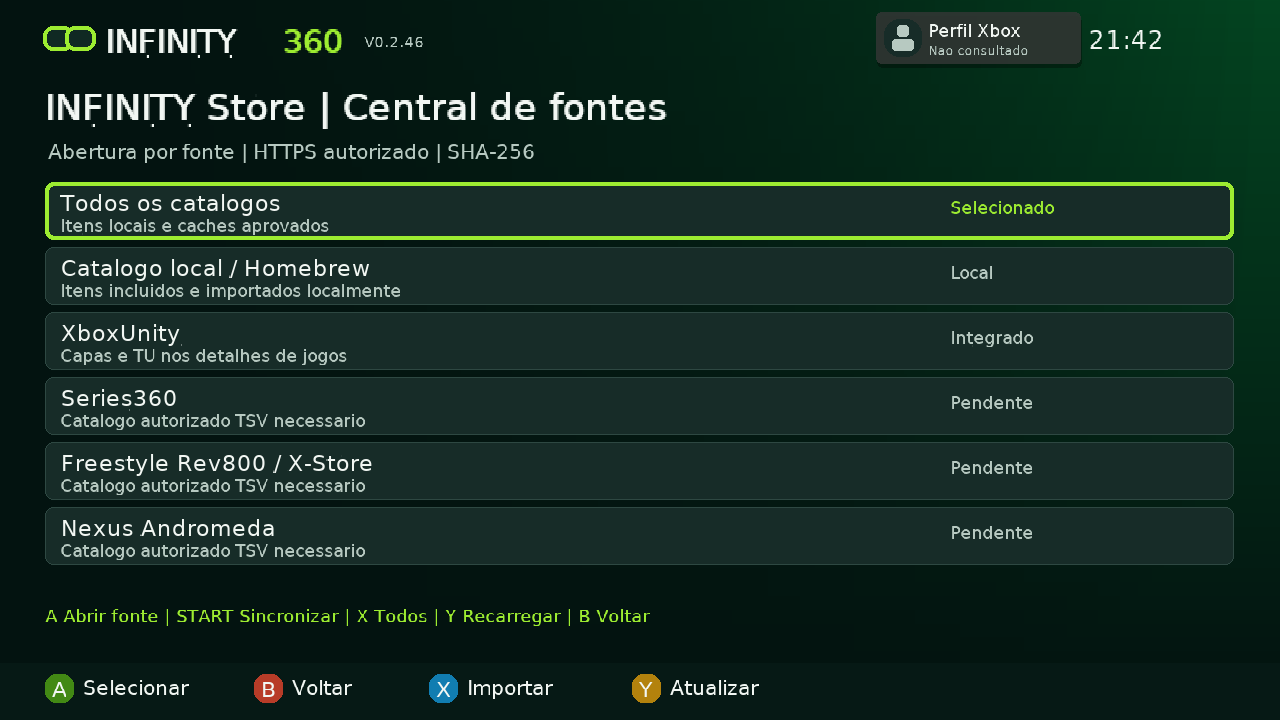 INFINITY 360 V0.2.46
Perfil Xbox
Nao consultado
21:42
INFINITY Store | Central de fontes
Abertura por fonte | HTTPS autorizado | SHA-256
Todos os catalogos
Itens locais e caches aprovados
Selecionado
Catalogo local / Homebrew
Itens incluidos e importados localmente
Local
XboxUnity
Capas e TU nos detalhes de jogos
Integrado
Series360
Catalogo autorizado TSV necessario
Pendente
Freestyle Rev800 / X-Store
Catalogo autorizado TSV necessario
Pendente
Nexus Andromeda
Catalogo autorizado TSV necessario
Pendente
A Abrir fonte | START Sincronizar | X Todos | Y Recarregar | B Voltar
A Selecionar B Voltar X Importar Y Atualizar